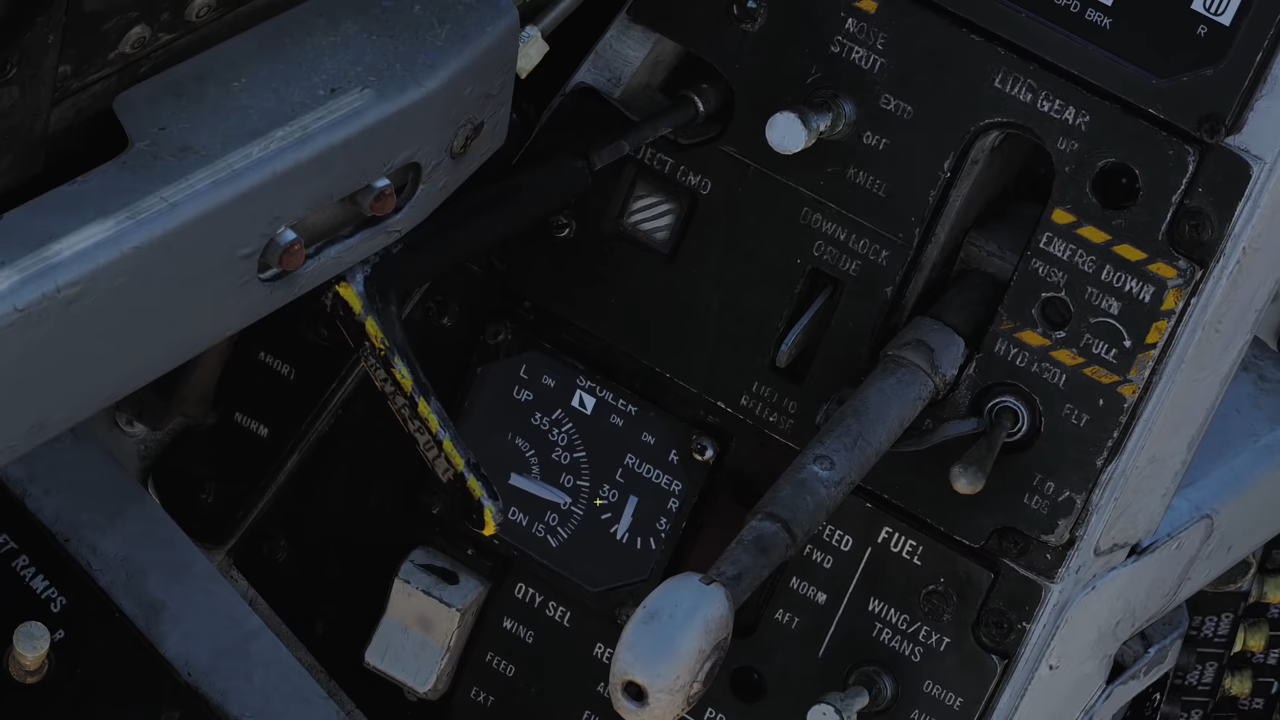 SPD BRK
R
NOSE
STRUT
EXTD
OFF
KNEEL
LDG GEAR
UP
JECT CMD
DOWN LOCK
ORIDE
EMERG DOWN
PUSH TURN
PULL
HYD ISOL
FLT
T.O /
LDG
LIFT TO
RELEASE
ABORT
NORM
PULL
L DN SPOILER DN DN R
UP
35 30
20
10
0
10
DN 15
RUDDER
L R
30
FT RAMPS
R
QTY SEL
WING
FEED
EXT
FEED
FWD
NORM
AFT
FUEL
WING/EXT
TRANS
ORIDE